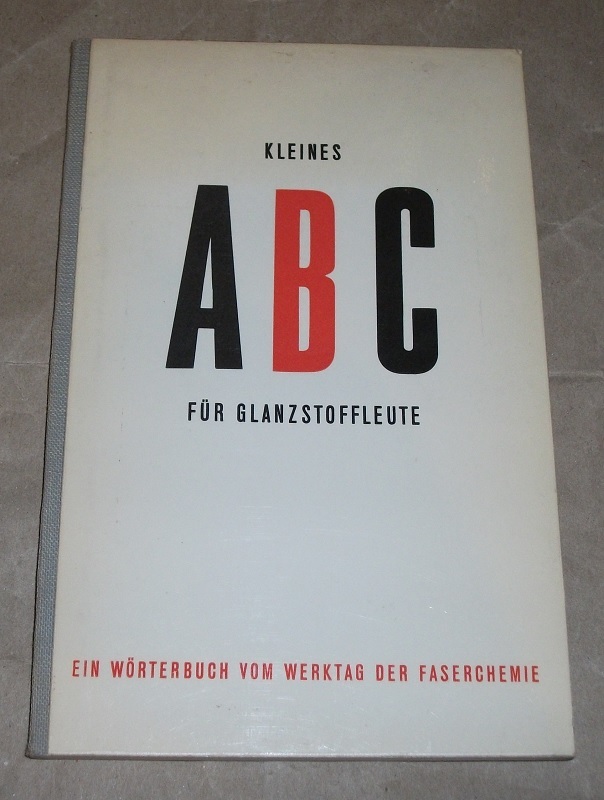 KLEINES
ABC
FÜR GLANZSTOFFLEUTE
EIN WÖRTERBUCH VOM WERKTAG DER FASERCHEMIE